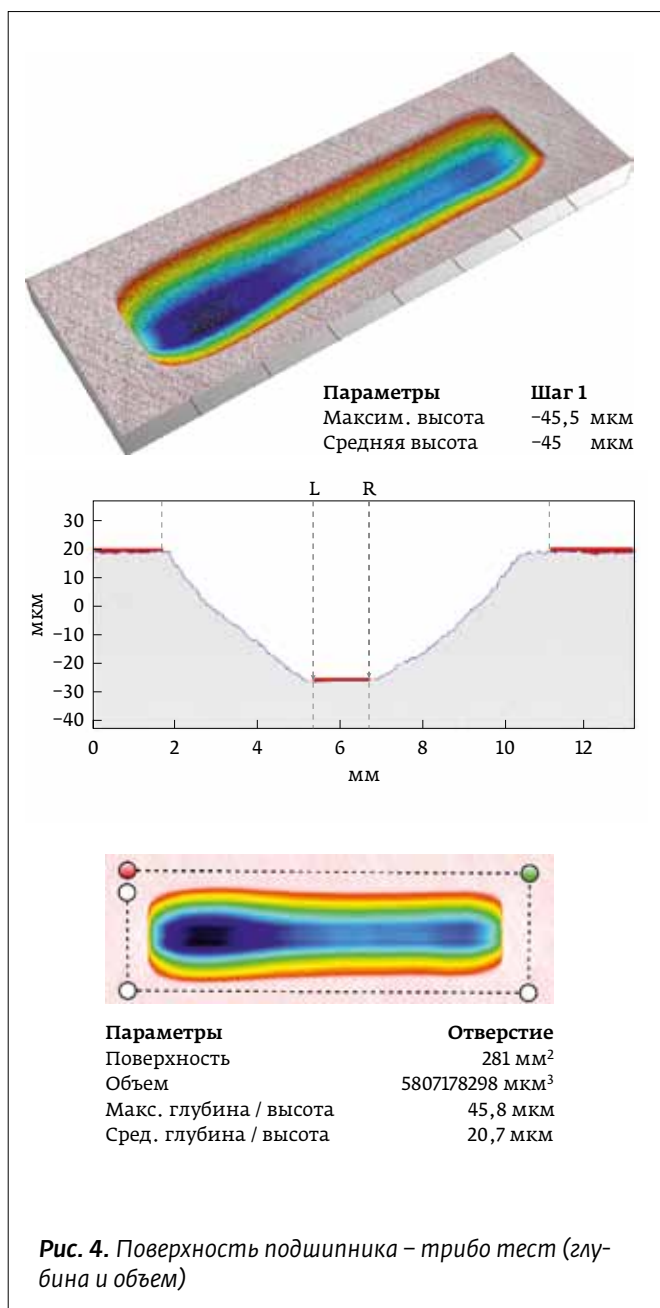 Параметры Шаг 1
Максим. высота −45,5 мкм
Средняя высота −45 мкм
L R
30
20
10
0
−10
−20
−30
−40
мкм
0 2 4 6 8 10 12
мм
Параметры Отверстие
Поверхность 281 мм²
Объем 5807178298 мкм³
Макс. глубина / высота 45,8 мкм
Сред. глубина / высота 20,7 мкм
Рис. 4. Поверхность подшипника – трибо тест (глу-
бина и объем)